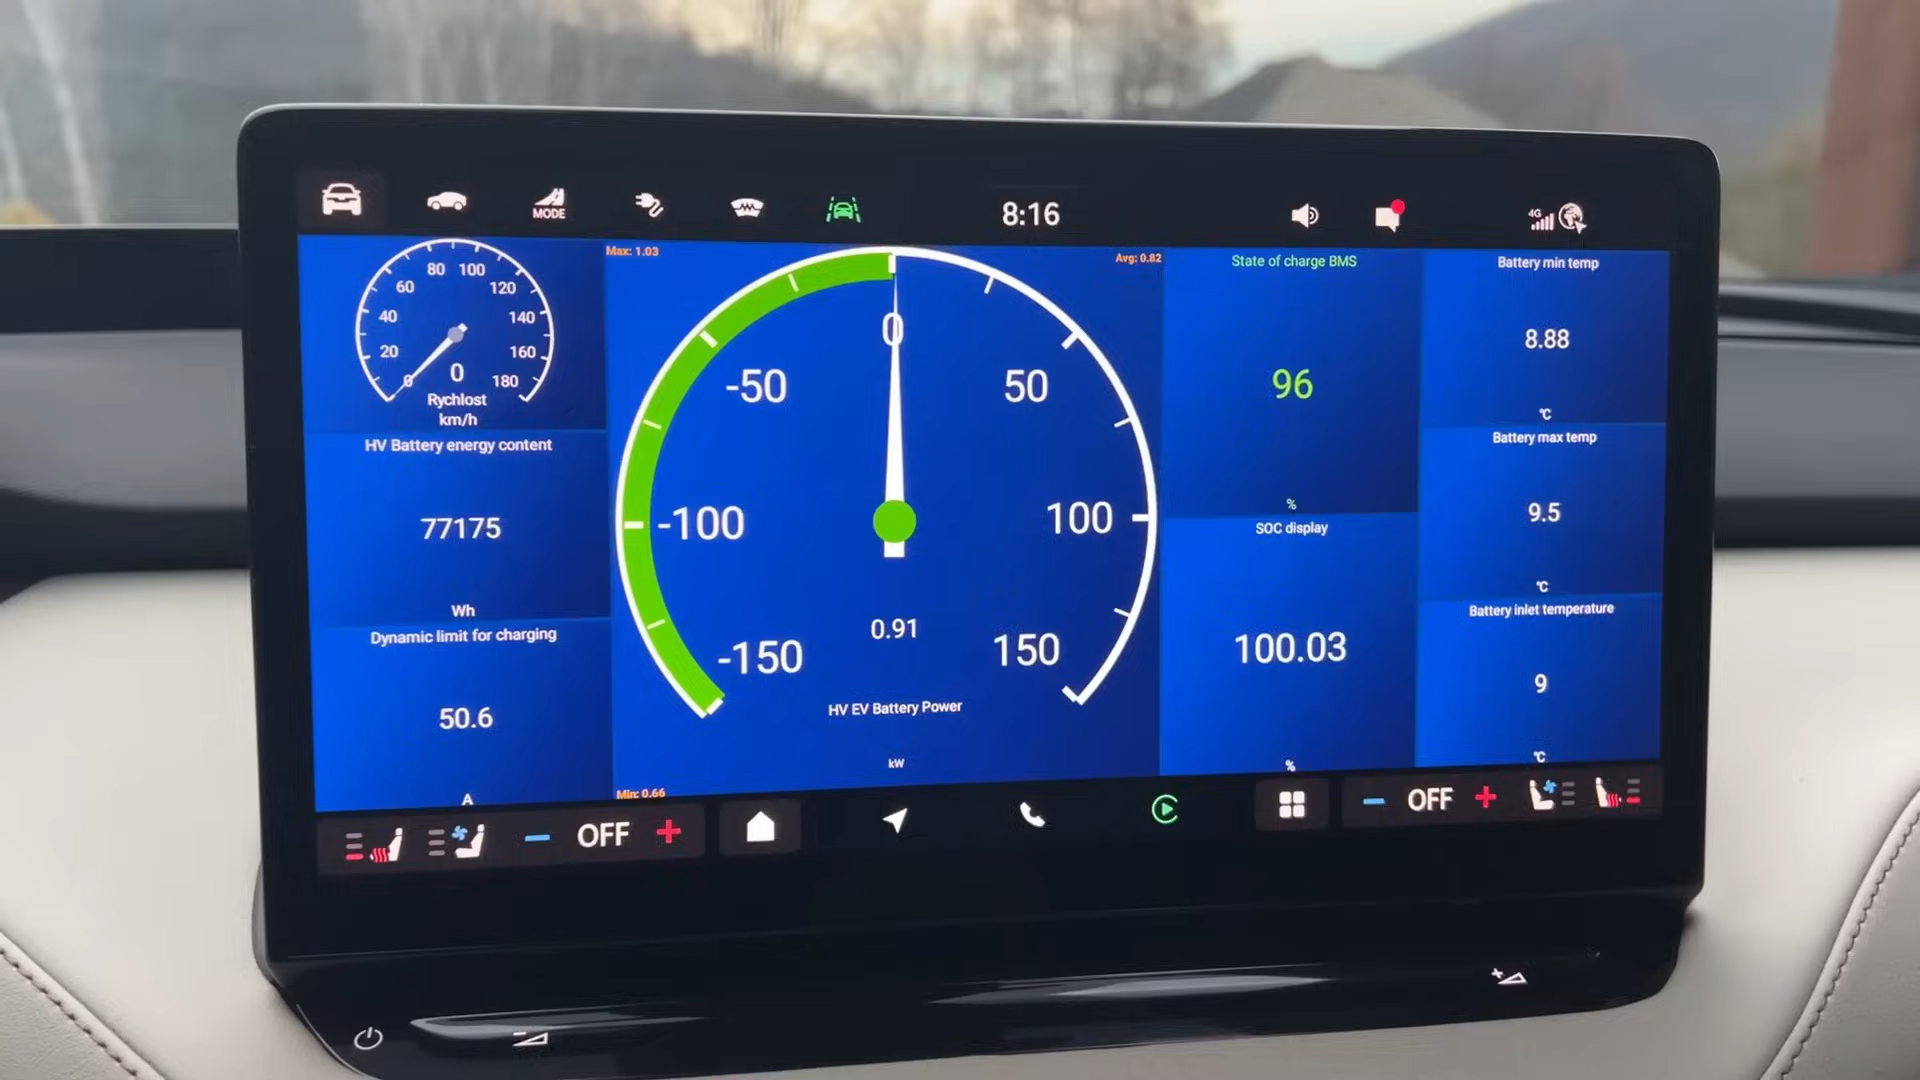 MODE
8:16
4G
80 100
60 120
40 140
20 160
0 0 180
Rychlost
km/h
HV Battery energy content
77175
Wh
Dynamic limit for charging
50.6
A
Max: 1.03
Avg: 0.82
0
-50 50
-100 100
-150 150
0.91
HV EV Battery Power
kW
Min: 0.66
State of charge BMS
96
%
SOC display
100.03
%
Battery min temp
8.88
℃
Battery max temp
9.5
℃
Battery inlet temperature
9
℃
OFF
OFF